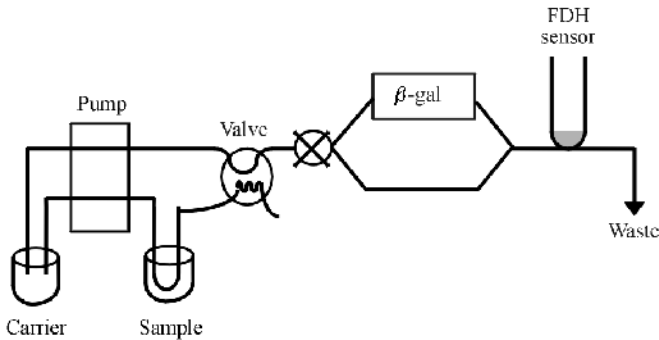 FDH
sensor
β-gal
Pump
Valve
Waste
Carrier
Sample